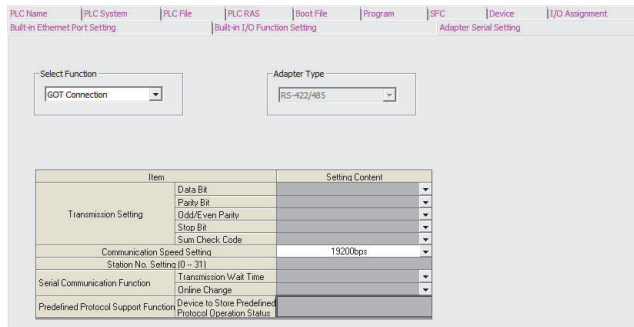 PLC Name PLC System PLC File PLC RAS Boot File Program SFC Device I/O Assignment
Built-in Ethernet Port Setting Built-in I/O Function Setting Adapter Serial Setting
Select Function Adapter Type
GOT Connection RS-422/485
Item Setting Content
Data Bit
Parity Bit
Transmission Setting Odd/Even Parity
Stop Bit
Sum Check Code
Communication Speed Setting 19200bps
Station No. Setting (0 -- 31)
Serial Communication Function Transmission Wait Time
Online Change
Predefined Protocol Support Function Device to Store Predefined
Protocol Operation Status